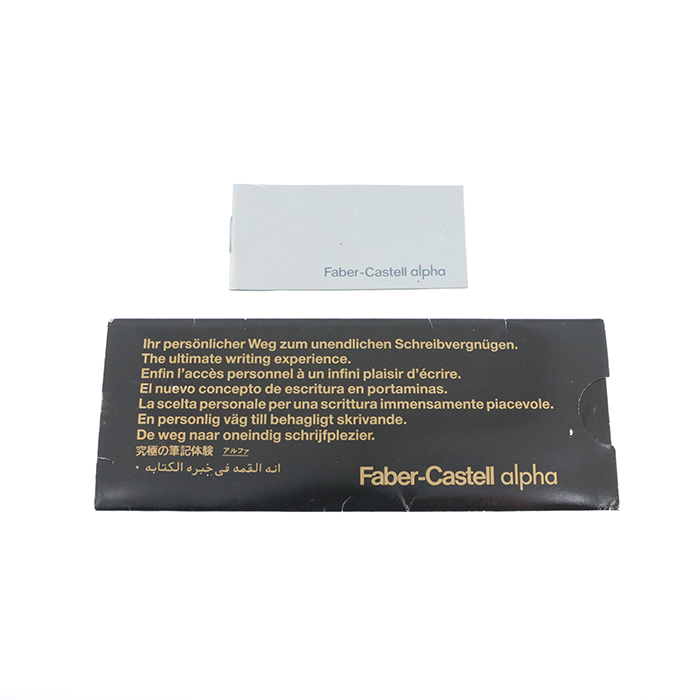 Faber-Castell alpha
Ihr persönlicher Weg zum unendlichen Schreibvergnügen.
The ultimate writing experience.
Enfin l'accès personnel à un infini plaisir d'écrire.
El nuevo concepto de escritura en portaminas.
La scelta personale per una scrittura immensamente piacevole.
En personlig väg till behagligt skrivande.
De weg naar oneindig schrijfplezier.
究極の筆記体験 アルファ
انه القمه في خبره الكتابه •
Faber-Castell alpha